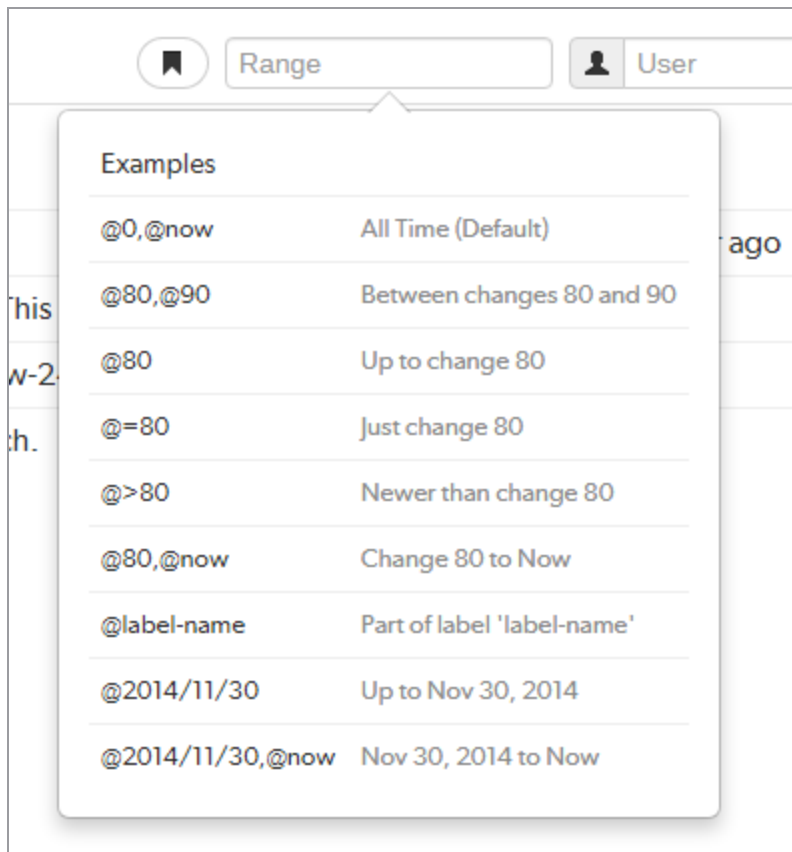 Range User
Examples
@0,@now All Time (Default)
ago
@80,@90 Between changes 80 and 90
This
@80 Up to change 80
w-2
@=80 Just change 80
ch.
@>80 Newer than change 80
@80,@now Change 80 to Now
@label-name Part of label 'label-name'
@2014/11/30 Up to Nov 30, 2014
@2014/11/30,@now Nov 30, 2014 to Now